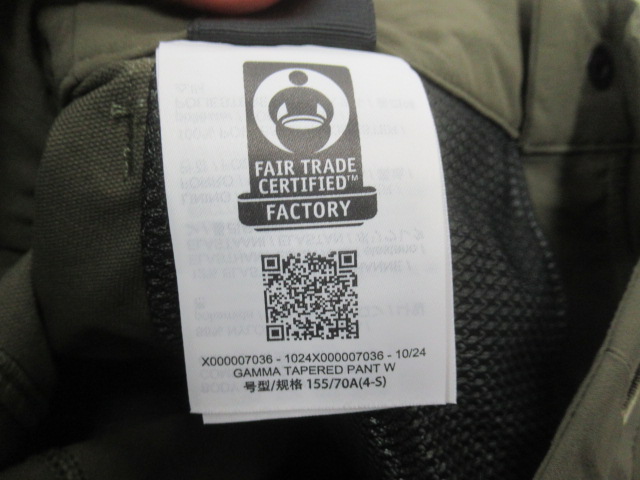 FAIR TRADE
CERTIFIED™
FACTORY
X000007036 - 1024X000007036 - 10/24
GAMMA TAPERED PANT W
号型/规格 155/70A(4-S)